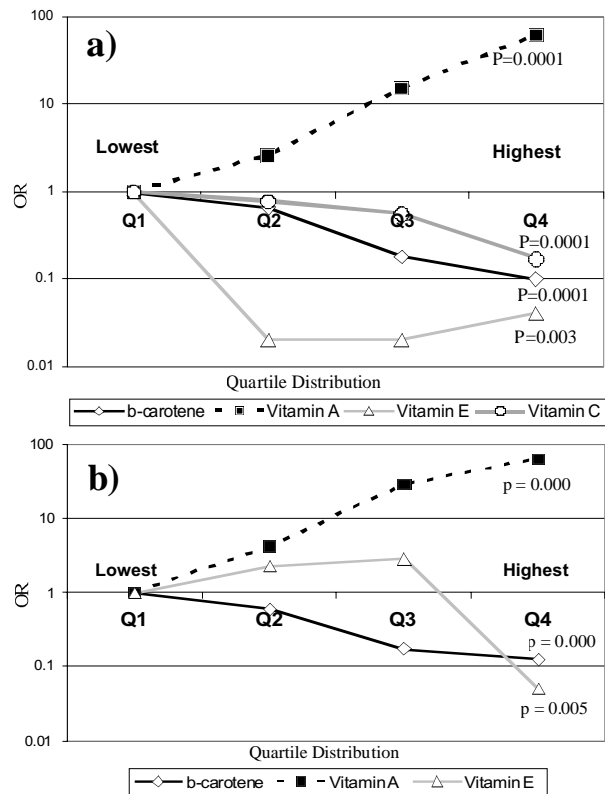 100
a)
P=0.0001
10
Lowest
Highest
OR
1
Q1 Q2 Q3 Q4
P=0.0001
0.1
P=0.0001
P=0.003
0.01
Quartile Distribution
b-carotene Vitamin A Vitamin E Vitamin C
100
b)
p = 0.000
10
Lowest
Highest
OR
1
Q1 Q2 Q3 Q4
p = 0.000
0.1
p = 0.005
0.01
Quartile Distribution
b-carotene Vitamin A Vitamin E